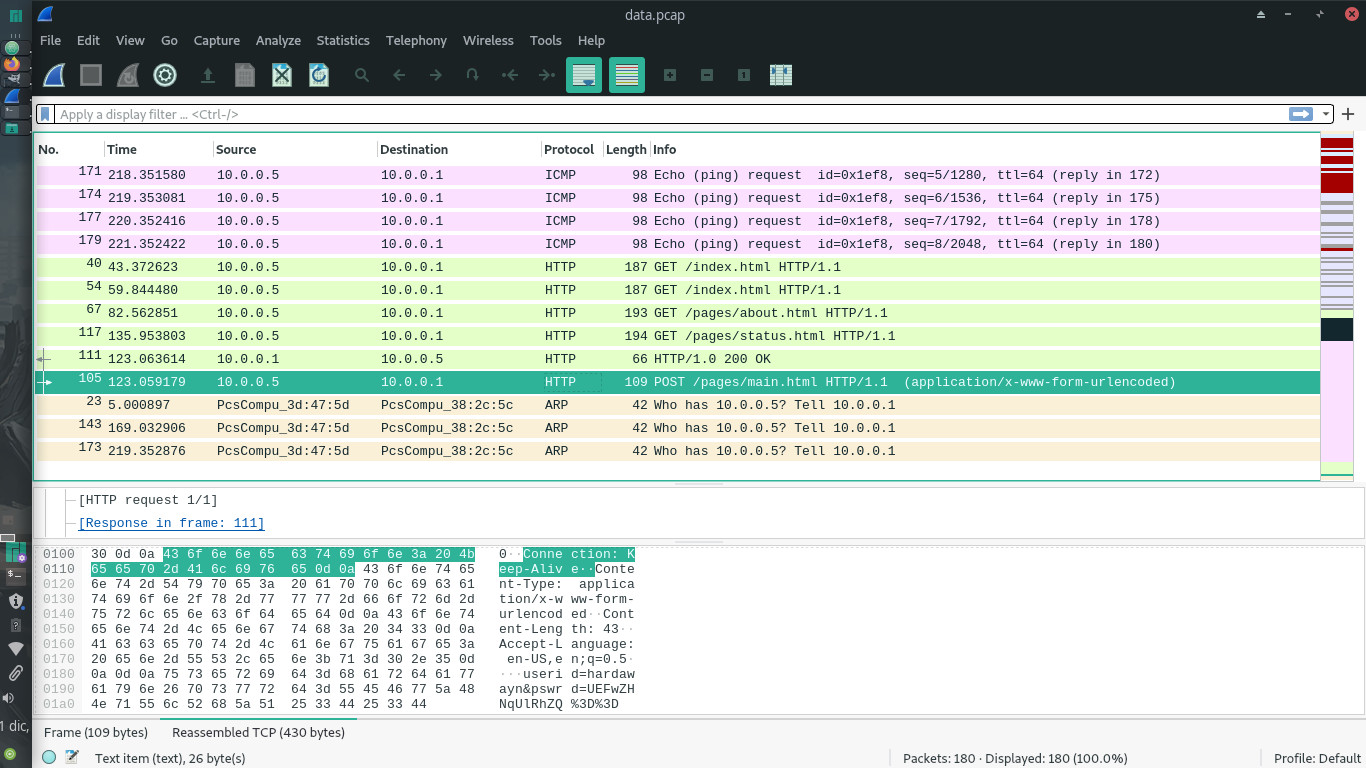 data.pcap
File Edit View Go Capture Analyze Statistics Telephony Wireless Tools Help
Apply a display filter ... <Ctrl-/>
No. Time Source Destination Protocol Length Info
171 218.351580 10.0.0.5 10.0.0.1 ICMP 98 Echo (ping) request id=0x1ef8, seq=5/1280, ttl=64 (reply in 172)
174 219.353081 10.0.0.5 10.0.0.1 ICMP 98 Echo (ping) request id=0x1ef8, seq=6/1536, ttl=64 (reply in 175)
177 220.352416 10.0.0.5 10.0.0.1 ICMP 98 Echo (ping) request id=0x1ef8, seq=7/1792, ttl=64 (reply in 178)
179 221.352422 10.0.0.5 10.0.0.1 ICMP 98 Echo (ping) request id=0x1ef8, seq=8/2048, ttl=64 (reply in 180)
40 43.372623 10.0.0.5 10.0.0.1 HTTP 187 GET /index.html HTTP/1.1
54 59.844480 10.0.0.5 10.0.0.1 HTTP 187 GET /index.html HTTP/1.1
67 82.562851 10.0.0.5 10.0.0.1 HTTP 193 GET /pages/about.html HTTP/1.1
117 135.953803 10.0.0.5 10.0.0.1 HTTP 194 GET /pages/status.html HTTP/1.1
111 123.063614 10.0.0.1 10.0.0.5 HTTP 66 HTTP/1.0 200 OK
105 123.059179 10.0.0.5 10.0.0.1 HTTP 109 POST /pages/main.html HTTP/1.1 (application/x-www-form-urlencoded)
23 5.000897 PcsCompu_3d:47:5d PcsCompu_38:2c:5c ARP 42 Who has 10.0.0.5? Tell 10.0.0.1
143 169.032906 PcsCompu_3d:47:5d PcsCompu_38:2c:5c ARP 42 Who has 10.0.0.5? Tell 10.0.0.1
173 219.352876 PcsCompu_3d:47:5d PcsCompu_38:2c:5c ARP 42 Who has 10.0.0.5? Tell 10.0.0.1
[HTTP request 1/1]
[Response in frame: 111]
0100 30 0d 0a 43 6f 6e 6e 65 63 74 69 6f 6e 3a 20 4b 0··Conne ction: K
0110 65 65 70 2d 41 6c 69 76 65 0d 0a 43 6f 6e 74 65 eep-Aliv e··Conte
0120 6e 74 2d 54 79 70 65 3a 20 61 70 70 6c 69 63 61 nt-Type: applica
0130 74 69 6f 6e 2f 78 2d 77 77 77 2d 66 6f 72 6d 2d tion/x-w ww-form-
0140 75 72 6c 65 6e 63 6f 64 65 64 0d 0a 43 6f 6e 74 urlencod ed··Cont
0150 65 6e 74 2d 4c 65 6e 67 74 68 3a 20 34 33 0d 0a ent-Leng th: 43··
0160 41 63 63 65 70 74 2d 4c 61 6e 67 75 61 67 65 3a Accept-L anguage:
0170 20 65 6e 2d 55 53 2c 65 6e 3b 71 3d 30 2e 35 0d en-US,e n;q=0.5·
0180 0a 0d 0a 75 73 65 72 69 64 3d 68 61 72 64 61 77 ···useri d=hardaw
0190 61 79 6e 26 70 73 77 72 64 3d 55 45 46 77 5a 48 ayn&pswr d=UEFwZH
01a0 4e 71 55 6c 52 68 5a 51 25 33 44 25 33 44 NqUlRhZQ %3D%3D
Frame (109 bytes) Reassembled TCP (430 bytes)
1 dic,
Text item (text), 26 byte(s) Packets: 180 · Displayed: 180 (100.0%) Profile: Default